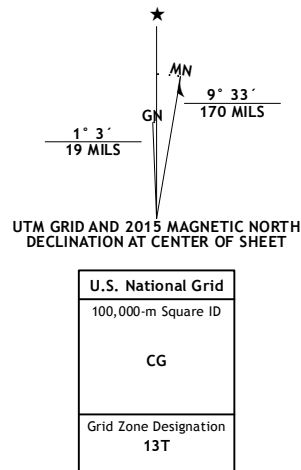 ★
MN
GN
9° 33´
170 MILS
1° 3´
19 MILS
UTM GRID AND 2015 MAGNETIC NORTH
DECLINATION AT CENTER OF SHEET
U.S. National Grid
100,000-m Square ID
CG
Grid Zone Designation
13T